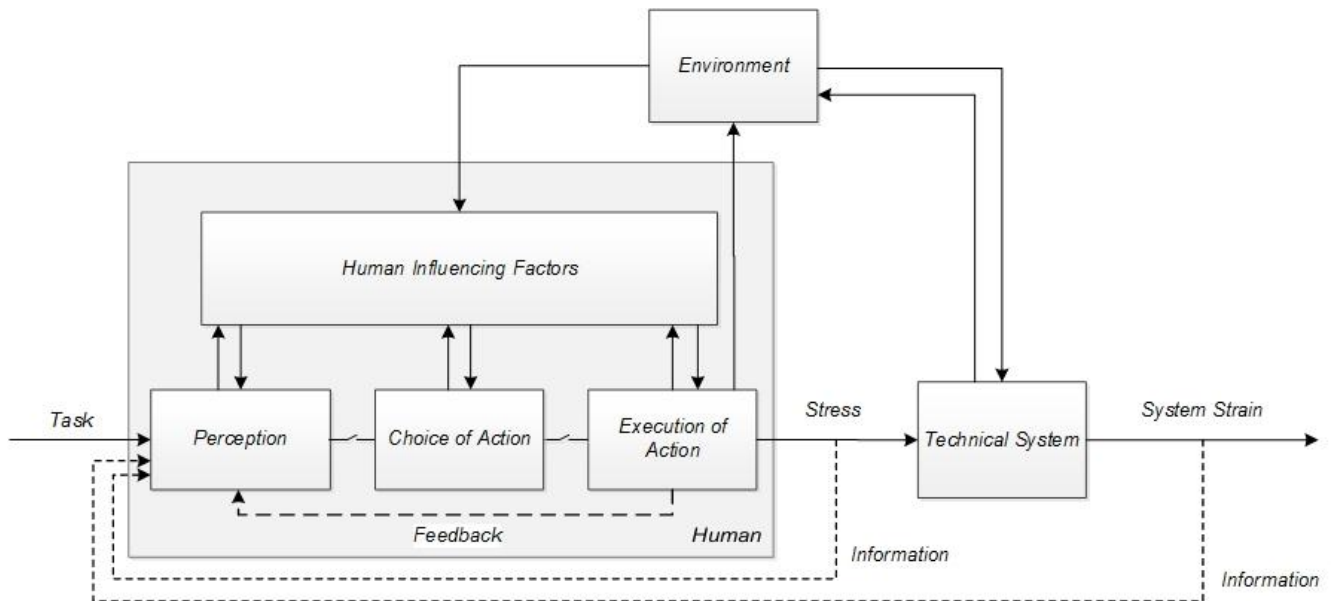 Environment
Human Influencing Factors
Task
Perception
Choice of Action
Execution of
Action
Stress
Technical System
System Strain
Feedback
Human
Information
Information